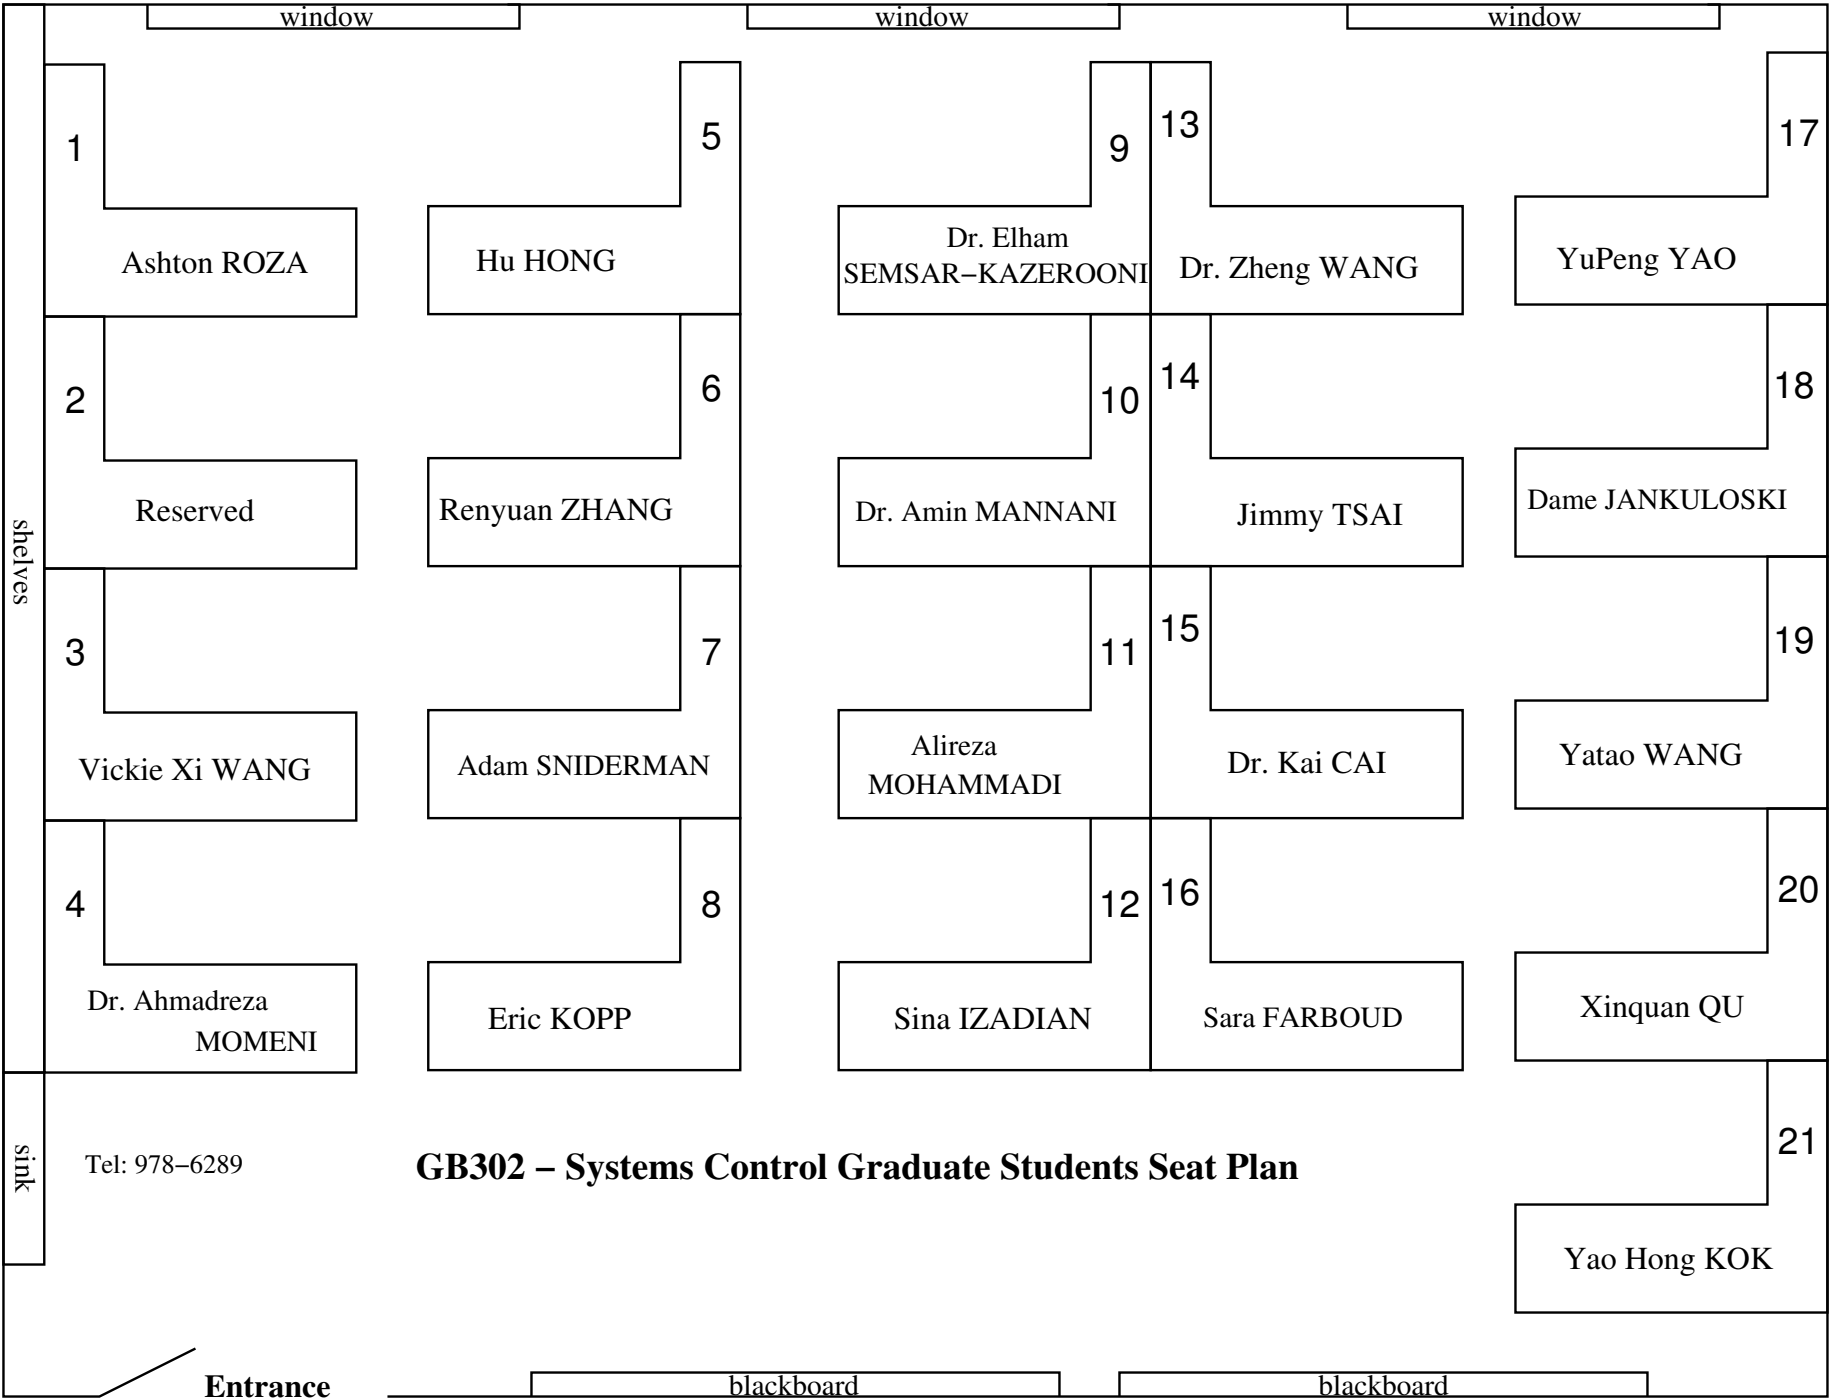 window
window
window
1
5
9
13
17
Ashton ROZA
Hu HONG
Dr. Elham
SEMSAR−KAZEROONI
Dr. Zheng WANG
YuPeng YAO
2
6
10
14
18
Reserved
Renyuan ZHANG
Dr. Amin MANNANI
Jimmy TSAI
Dame JANKULOSKI
shelves
3
7
11
15
19
Vickie Xi WANG
Adam SNIDERMAN
Alireza
MOHAMMADI
Dr. Kai CAI
Yatao WANG
4
8
12
16
20
Dr. Ahmadreza
MOMENI
Eric KOPP
Sina IZADIAN
Sara FARBOUD
Xinquan QU
sink
Tel: 978−6289
GB302 − Systems Control Graduate Students Seat Plan
21
Yao Hong KOK
Entrance
blackboard
blackboard